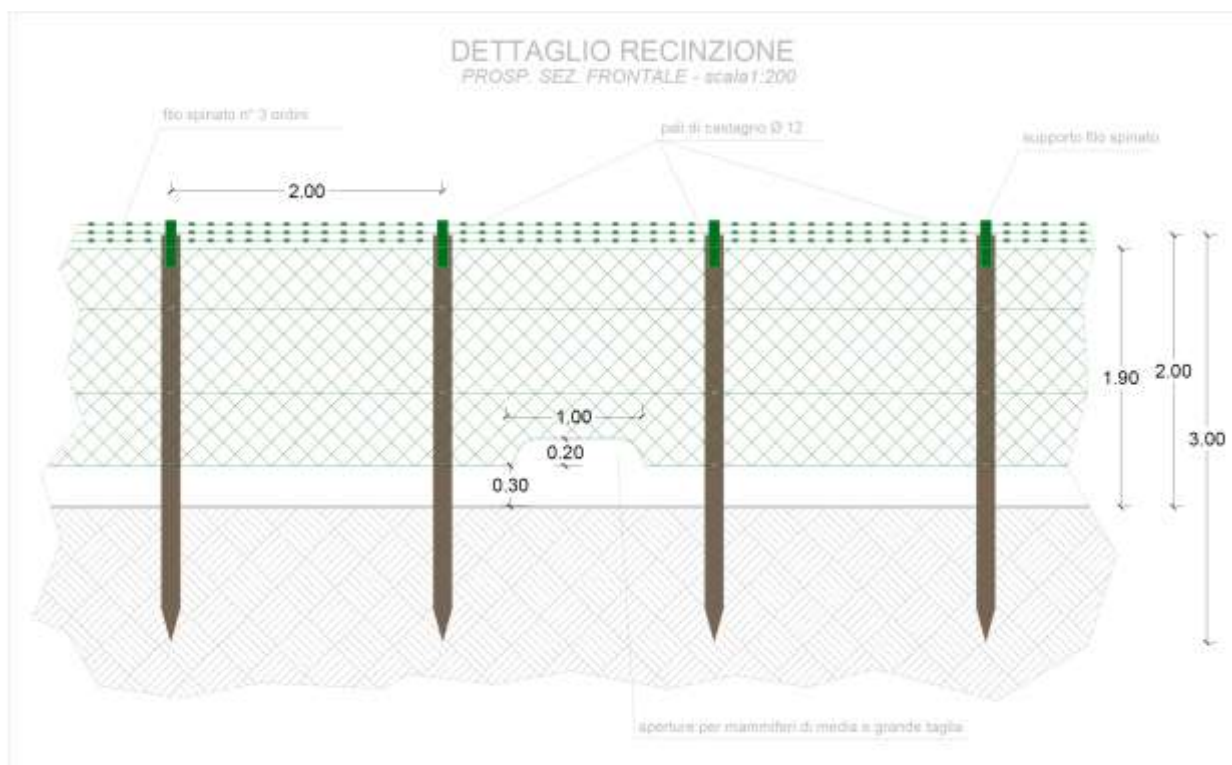 DETTAGLIO RECINZIONE
PROSP. SEZ. FRONTALE - scala1:200
filo spinato n° 3 ordini
pali di castagno Ø 12
supporto filo spinato
2.00
1.90
2.00
1.00
3.00
0.20
0.30
aperture per mammiferi di media e grande taglia